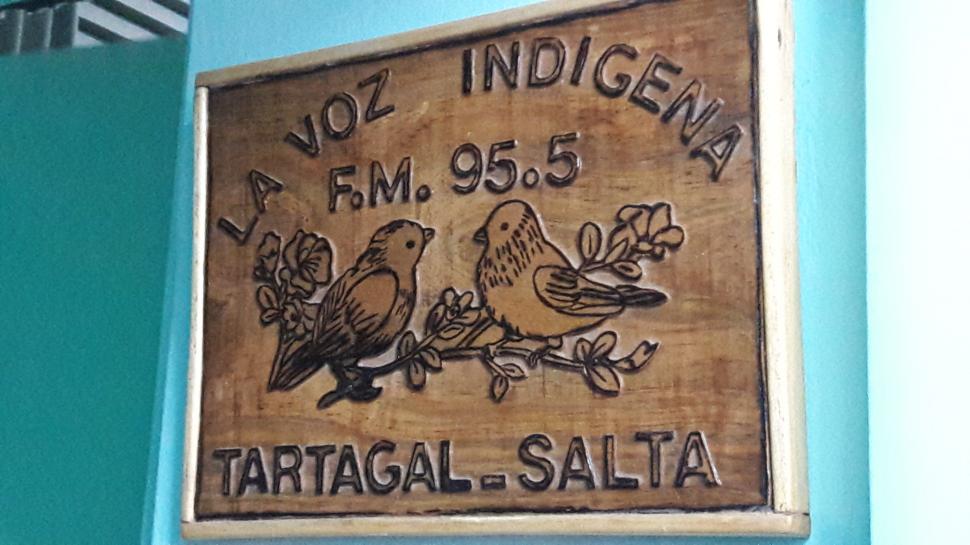 LA VOZ INDIGENA
F.M. 95.5
TARTAGAL-SALTA